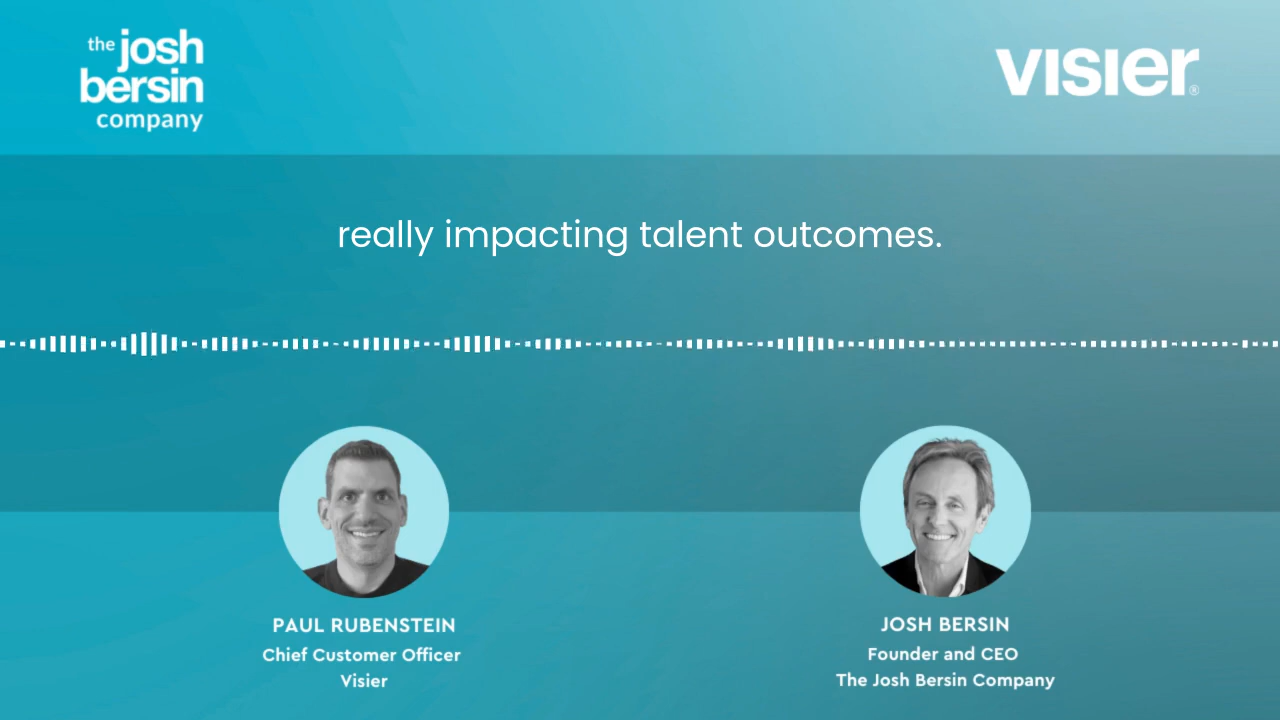 the josh
bersin
company
VISIER®
really impacting talent outcomes.
PAUL RUBENSTEIN
Chief Customer Officer
Visier
JOSH BERSIN
Founder and CEO
The Josh Bersin Company